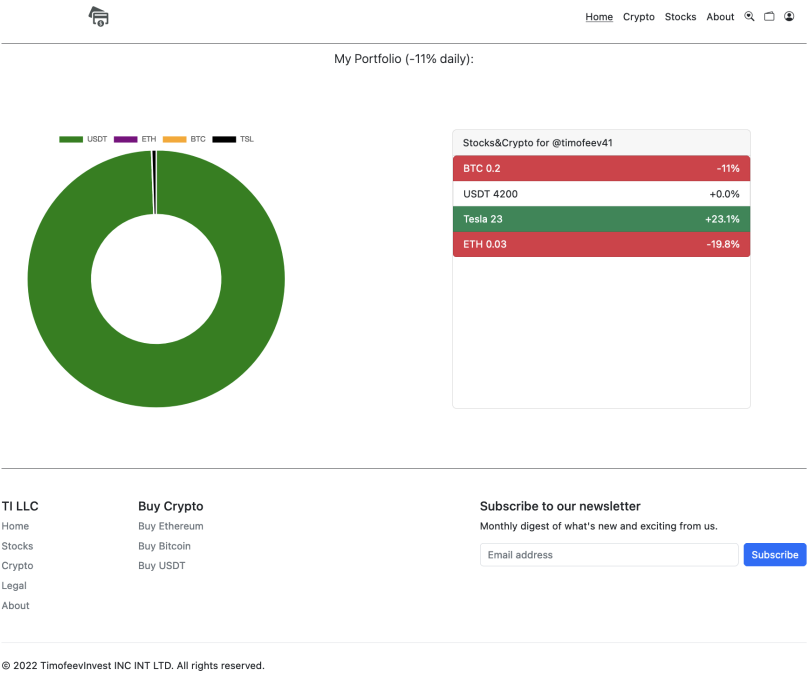 Home Crypto Stocks About
My Portfolio (-11% daily):
USDT ETH BTC TSL
Stocks&Crypto for @timofeev41
BTC 0.2 -11%
USDT 4200 +0.0%
Tesla 23 +23.1%
ETH 0.03 -19.8%
TI LLC
Home
Stocks
Crypto
Legal
About
Buy Crypto
Buy Ethereum
Buy Bitcoin
Buy USDT
Subscribe to our newsletter
Monthly digest of what's new and exciting from us.
Email address Subscribe
© 2022 TimofeevInvest INC INT LTD. All rights reserved.